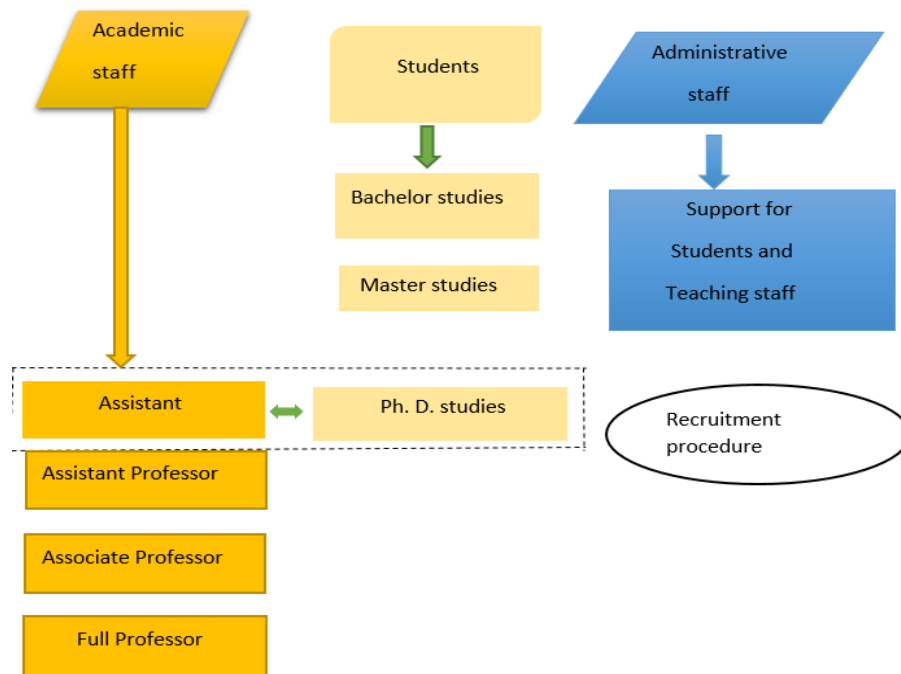 Academic
staff
Students
Administrative
staff
Bachelor studies
Master studies
Support for
Students and
Teaching staff
Assistant
Ph. D. studies
Recruitment
procedure
Assistant Professor
Associate Professor
Full Professor